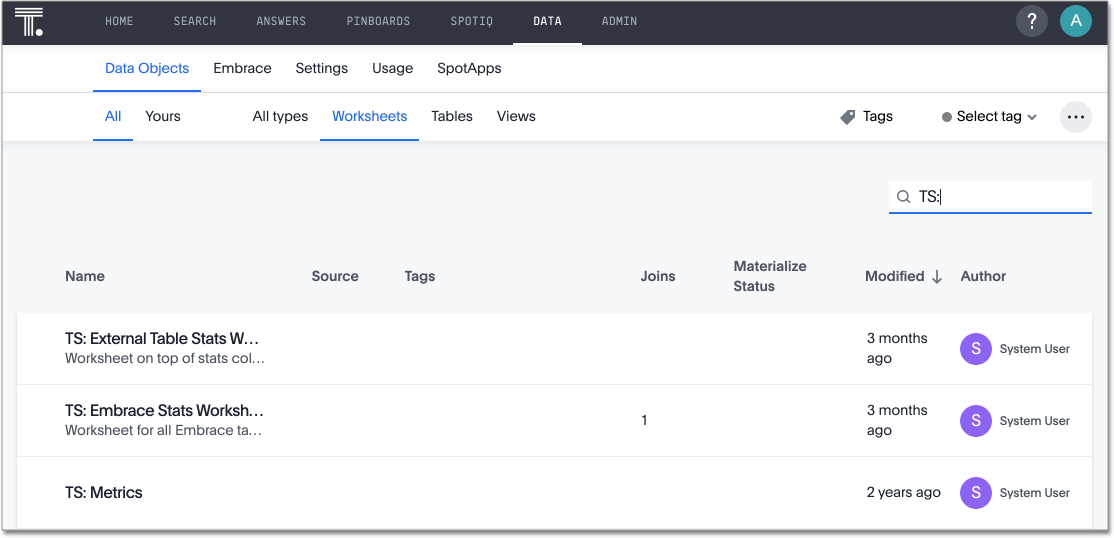 HOME SEARCH ANSWERS PINBOARDS SPOTIQ DATA ADMIN ? A
Data Objects Embrace Settings Usage SpotApps
All Yours All types Worksheets Tables Views Tags Select tag ...
TS:
Name Source Tags Joins Materialize Status Modified Author
TS: External Table Stats W...
Worksheet on top of stats col...
3 months ago
S System User
TS: Embrace Stats Worksh...
Worksheet for all Embrace ta...
1
3 months ago
S System User
TS: Metrics
2 years ago
S System User